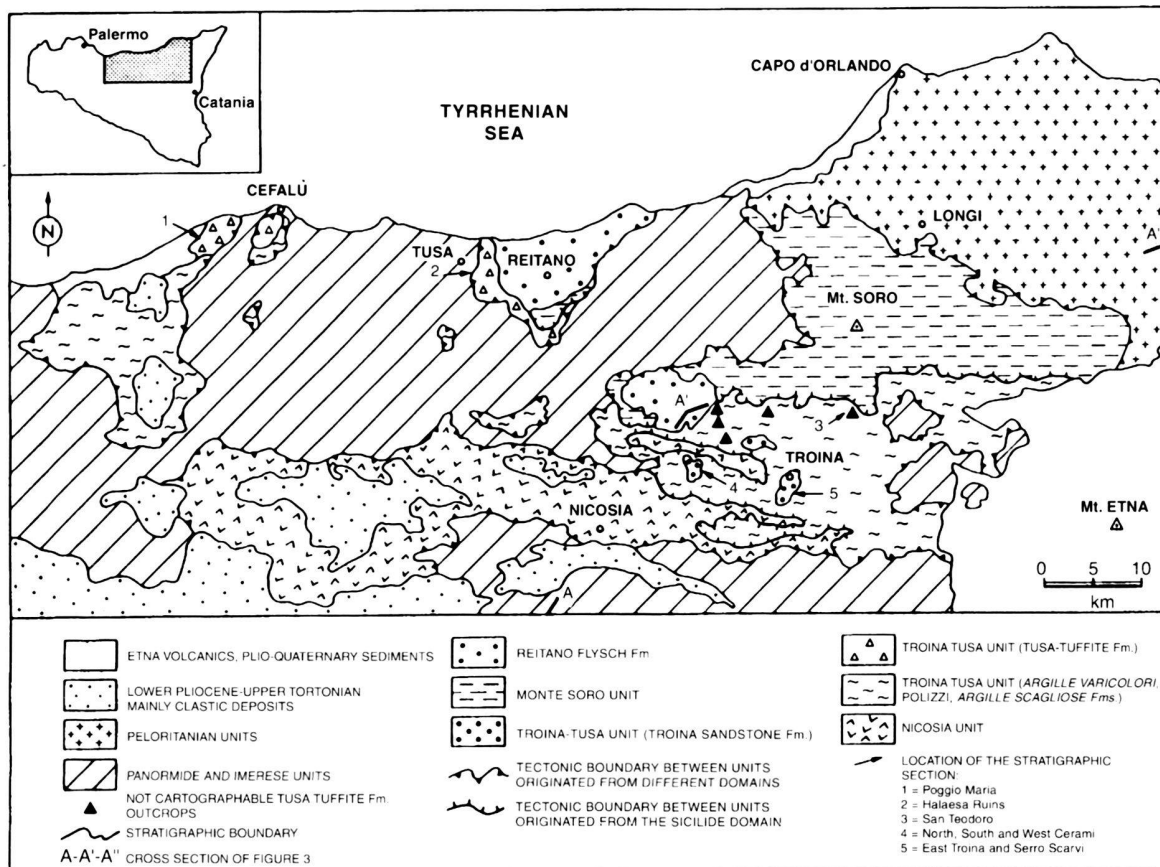 Palermo
Catania
TYRRHENIAN
SEA
CAPO d'ORLANDO
N
1
CEFALÙ
TUSA
2
REITANO
LONGI
A"
Mt. SORO
A'
3
TROINA
4
5
NICOSIA
Mt. ETNA
A
0 5 10
km
ETNA VOLCANICS, PLIO-QUATERNARY SEDIMENTS
LOWER PLIOCENE-UPPER TORTONIAN
MAINLY CLASTIC DEPOSITS
PELORITANIAN UNITS
PANORMIDE AND IMERESE UNITS
NOT CARTOGRAPHABLE TUSA TUFFITE Fm.
OUTCROPS
STRATIGRAPHIC BOUNDARY
A-A'-A" CROSS SECTION OF FIGURE 3
REITANO FLYSCH Fm
MONTE SORO UNIT
TROINA-TUSA UNIT (TROINA SANDSTONE Fm.)
TECTONIC BOUNDARY BETWEEN UNITS
ORIGINATED FROM DIFFERENT DOMAINS
TECTONIC BOUNDARY BETWEEN UNITS
ORIGINATED FROM THE SICILIDE DOMAIN
TROINA TUSA UNIT (TUSA-TUFFITE Fm.)
TROINA TUSA UNIT (ARGILLE VARICOLORI,
POLIZZI, ARGILLE SCAGLIOSE Fms.)
NICOSIA UNIT
LOCATION OF THE STRATIGRAPHIC
SECTION:
1 = Poggio Maria
2 = Halaesa Ruins
3 = San Teodoro
4 = North, South and West Cerami
5 = East Troina and Serro Scarvi